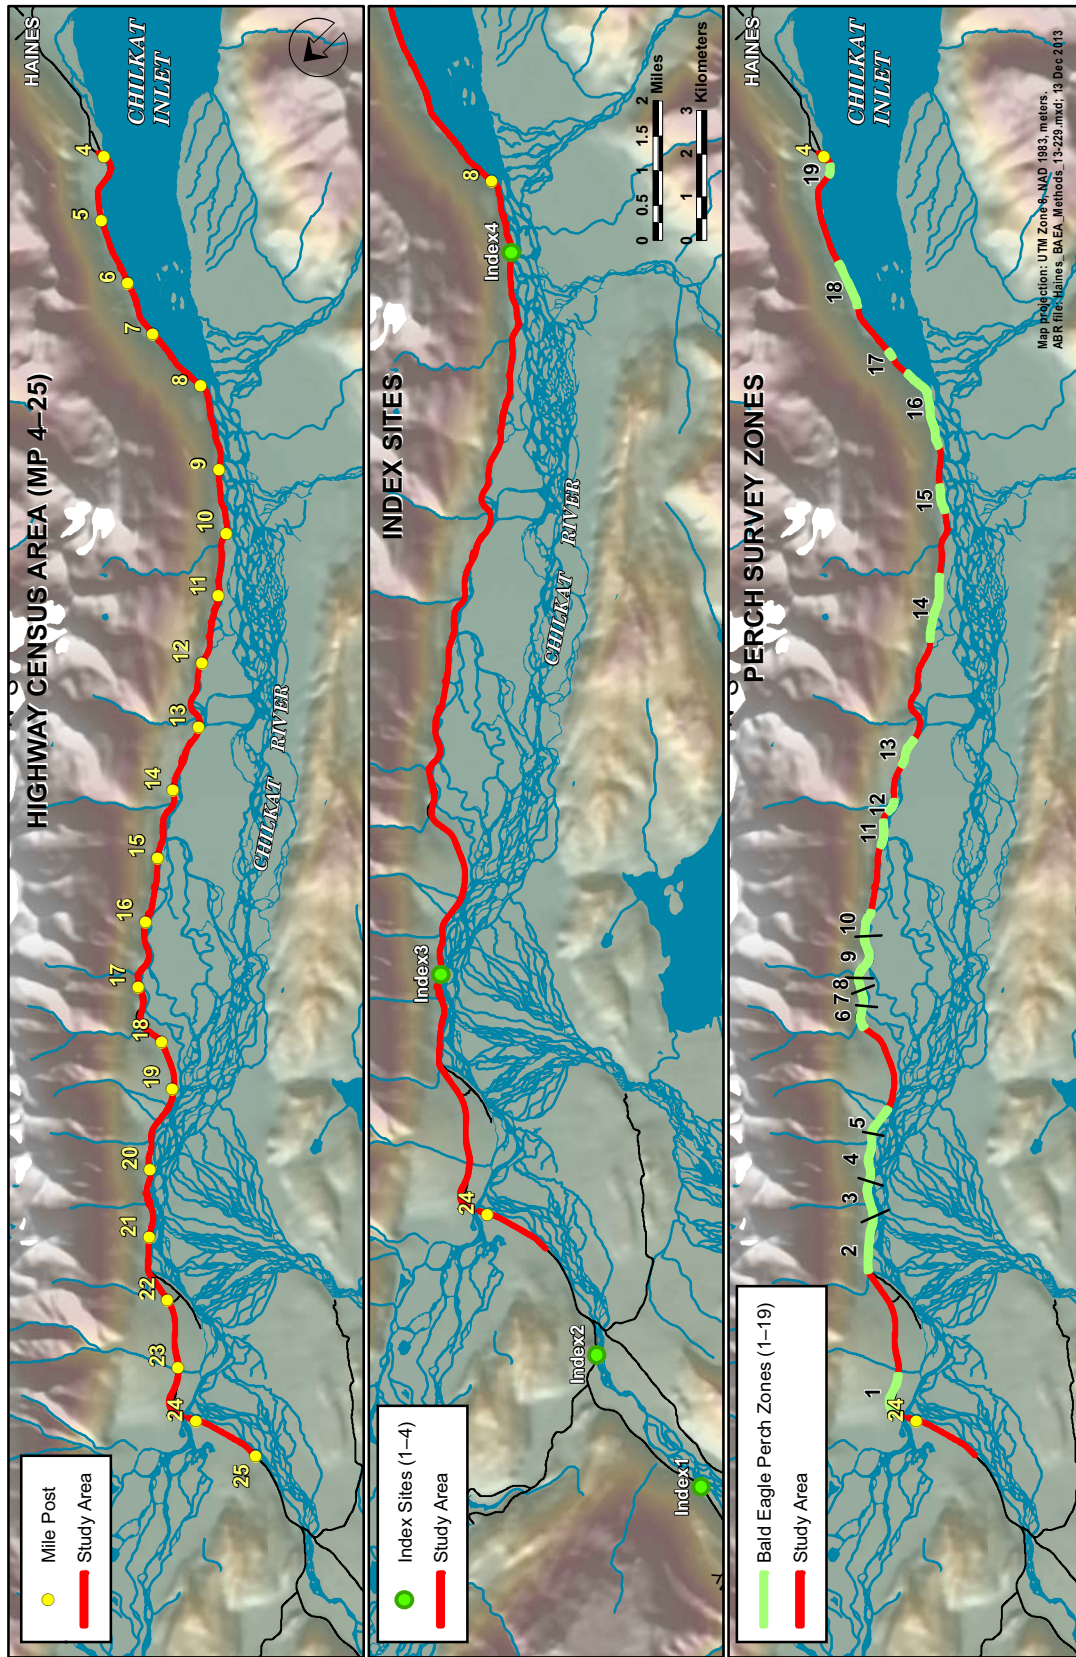 HIGHWAY CENSUS AREA (MP 4–25)
HAINES
CHILKAT
INLET
CHILKAT RIVER
25
24
23
22
21
20
19
18
17
16
15
14
13
12
11
10
9
8
7
6
5
4
Mile Post
Study Area
INDEX SITES
Index1
Index2
24
Index3
Index4
8
CHILKAT RIVER
Index Sites (1–4)
Study Area
0 0.5 1 1.5 2
Miles
0 1 2 3
Kilometers
PERCH SURVEY ZONES
HAINES
CHILKAT
INLET
24
1
2
3
4
5
6
7
8
9
10
11
12
13
14
15
16
17
18
19
4
Bald Eagle Perch Zones (1–19)
Study Area
Map projection: UTM Zone 8, NAD 1983, meters.
ABR file: Haines_BAEA_Methods_13-229.mxd; 13 Dec 2013